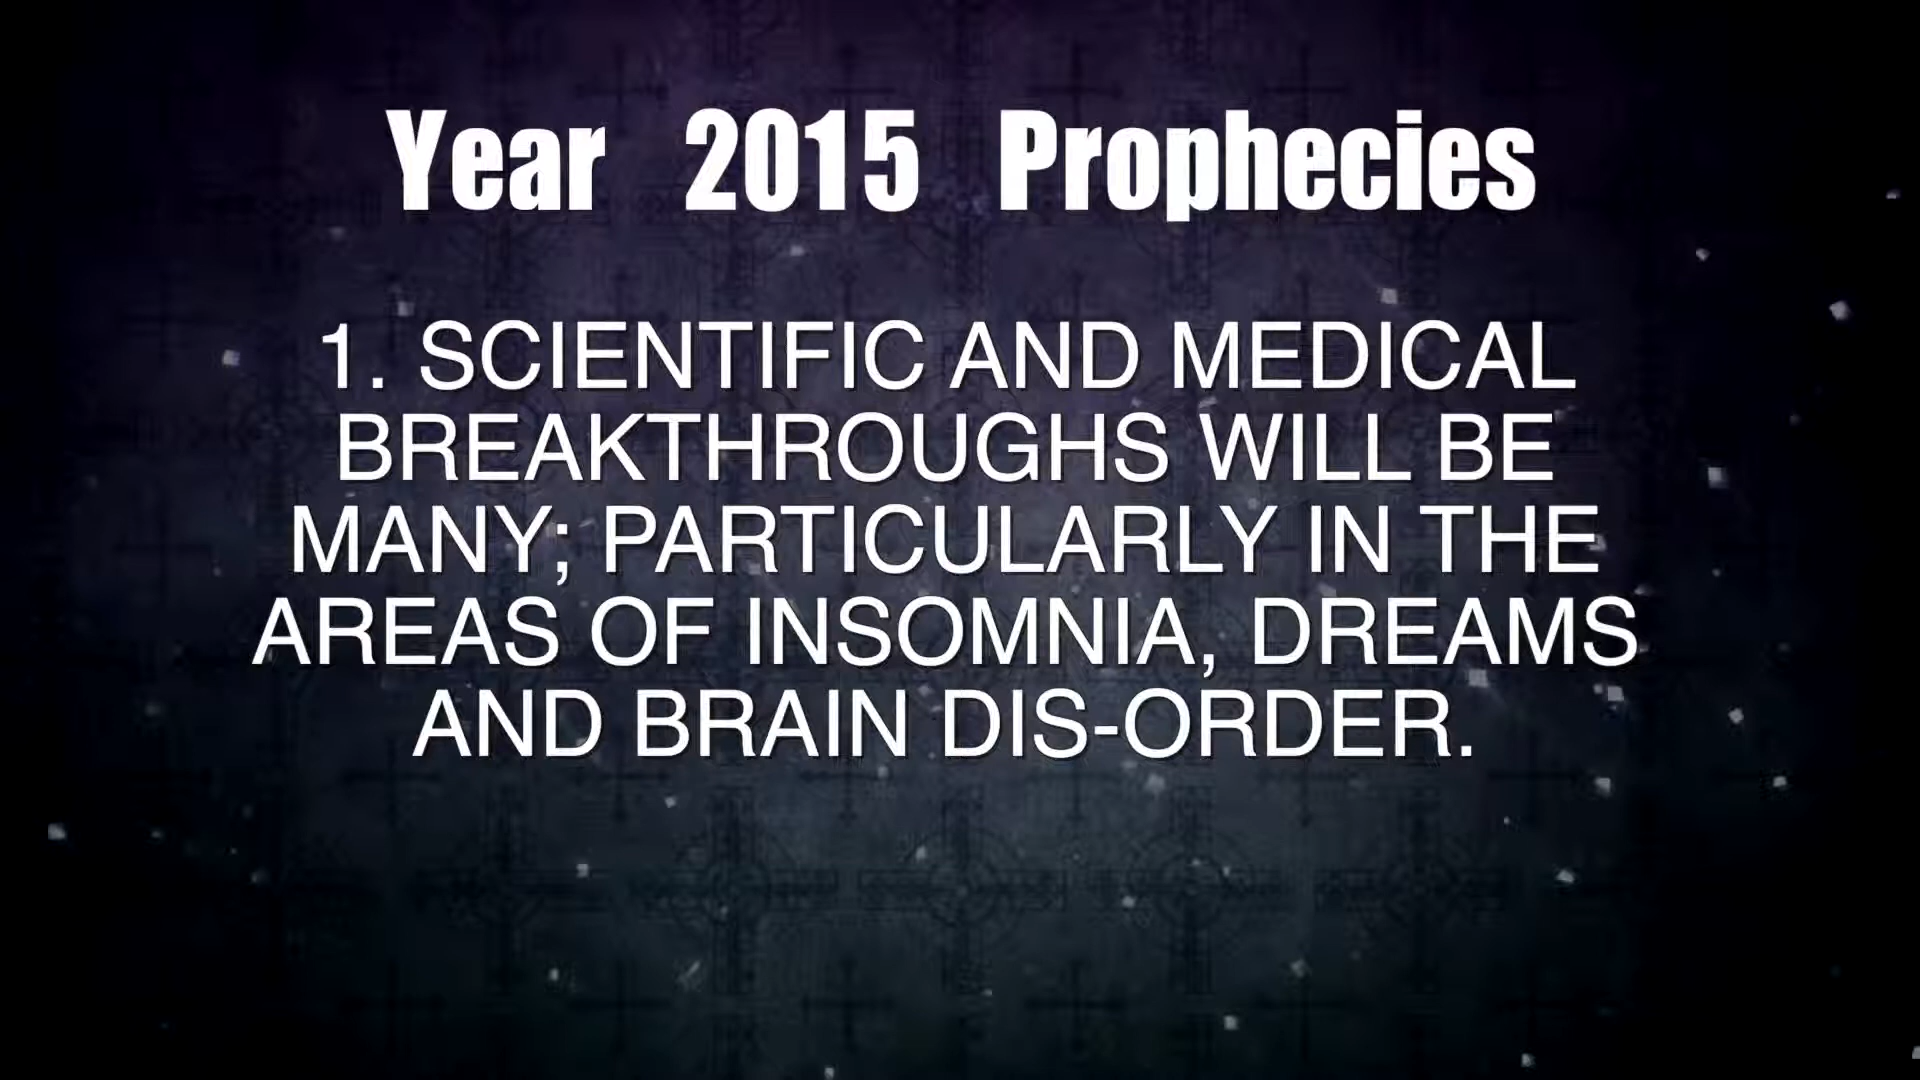 Year 2015 Prophecies
1. SCIENTIFIC AND MEDICAL
BREAKTHROUGHS WILL BE
MANY; PARTICULARLY IN THE
AREAS OF INSOMNIA, DREAMS
AND BRAIN DIS-ORDER.